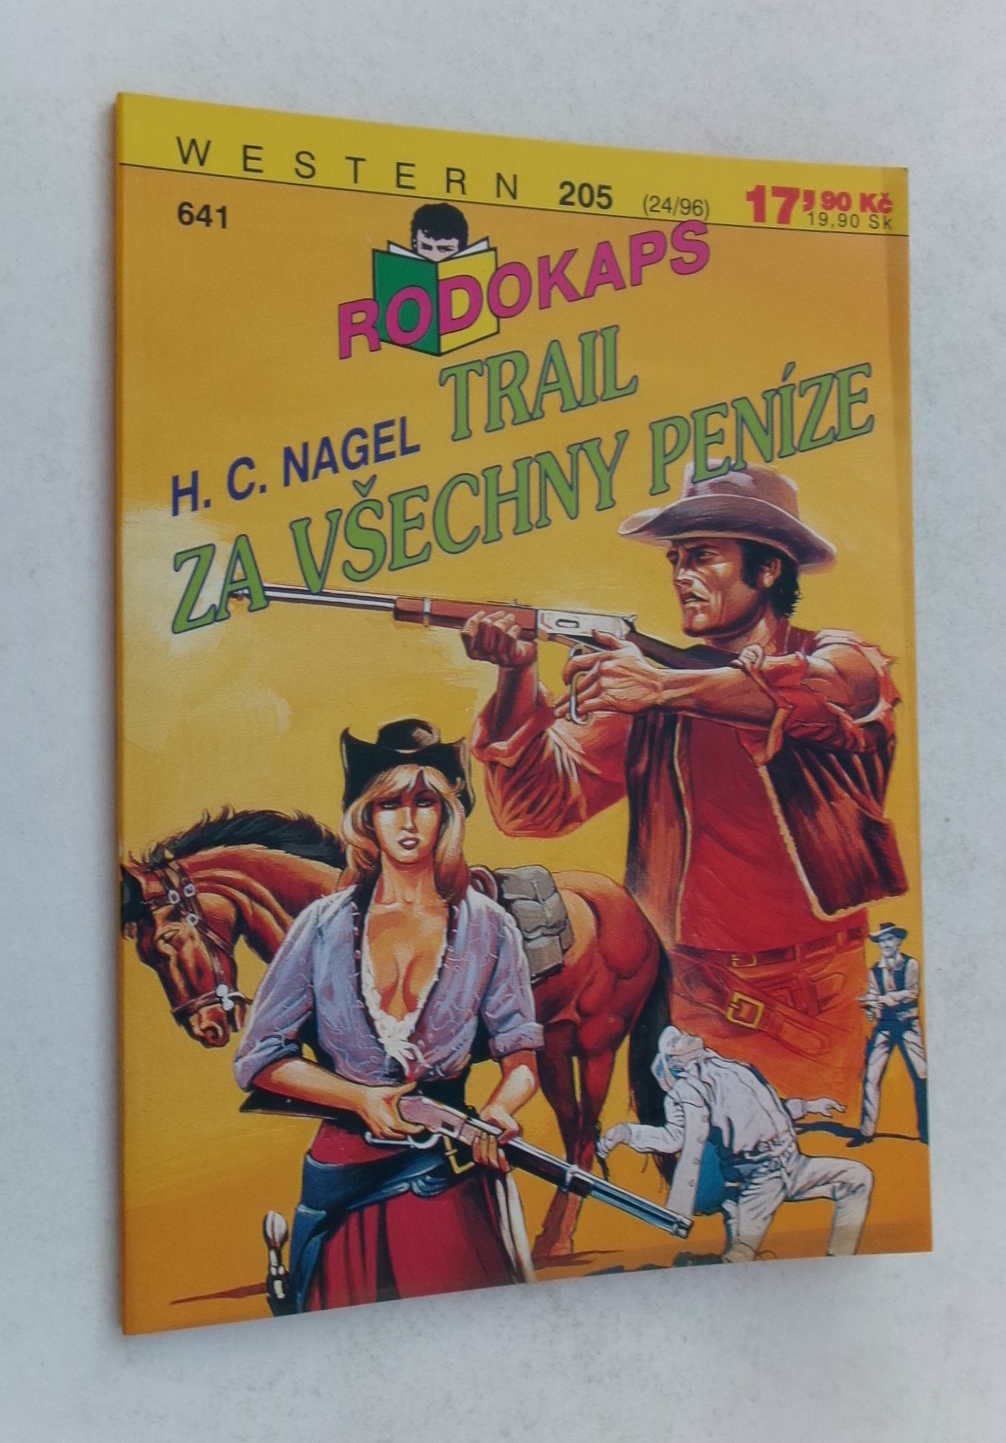 WESTERN 205 (24/96) 17,90 Kč
19,90 Sk
641
RODOKAPS
TRAIL
H. C. NAGEL
ZA VŠECHNY PENÍZE